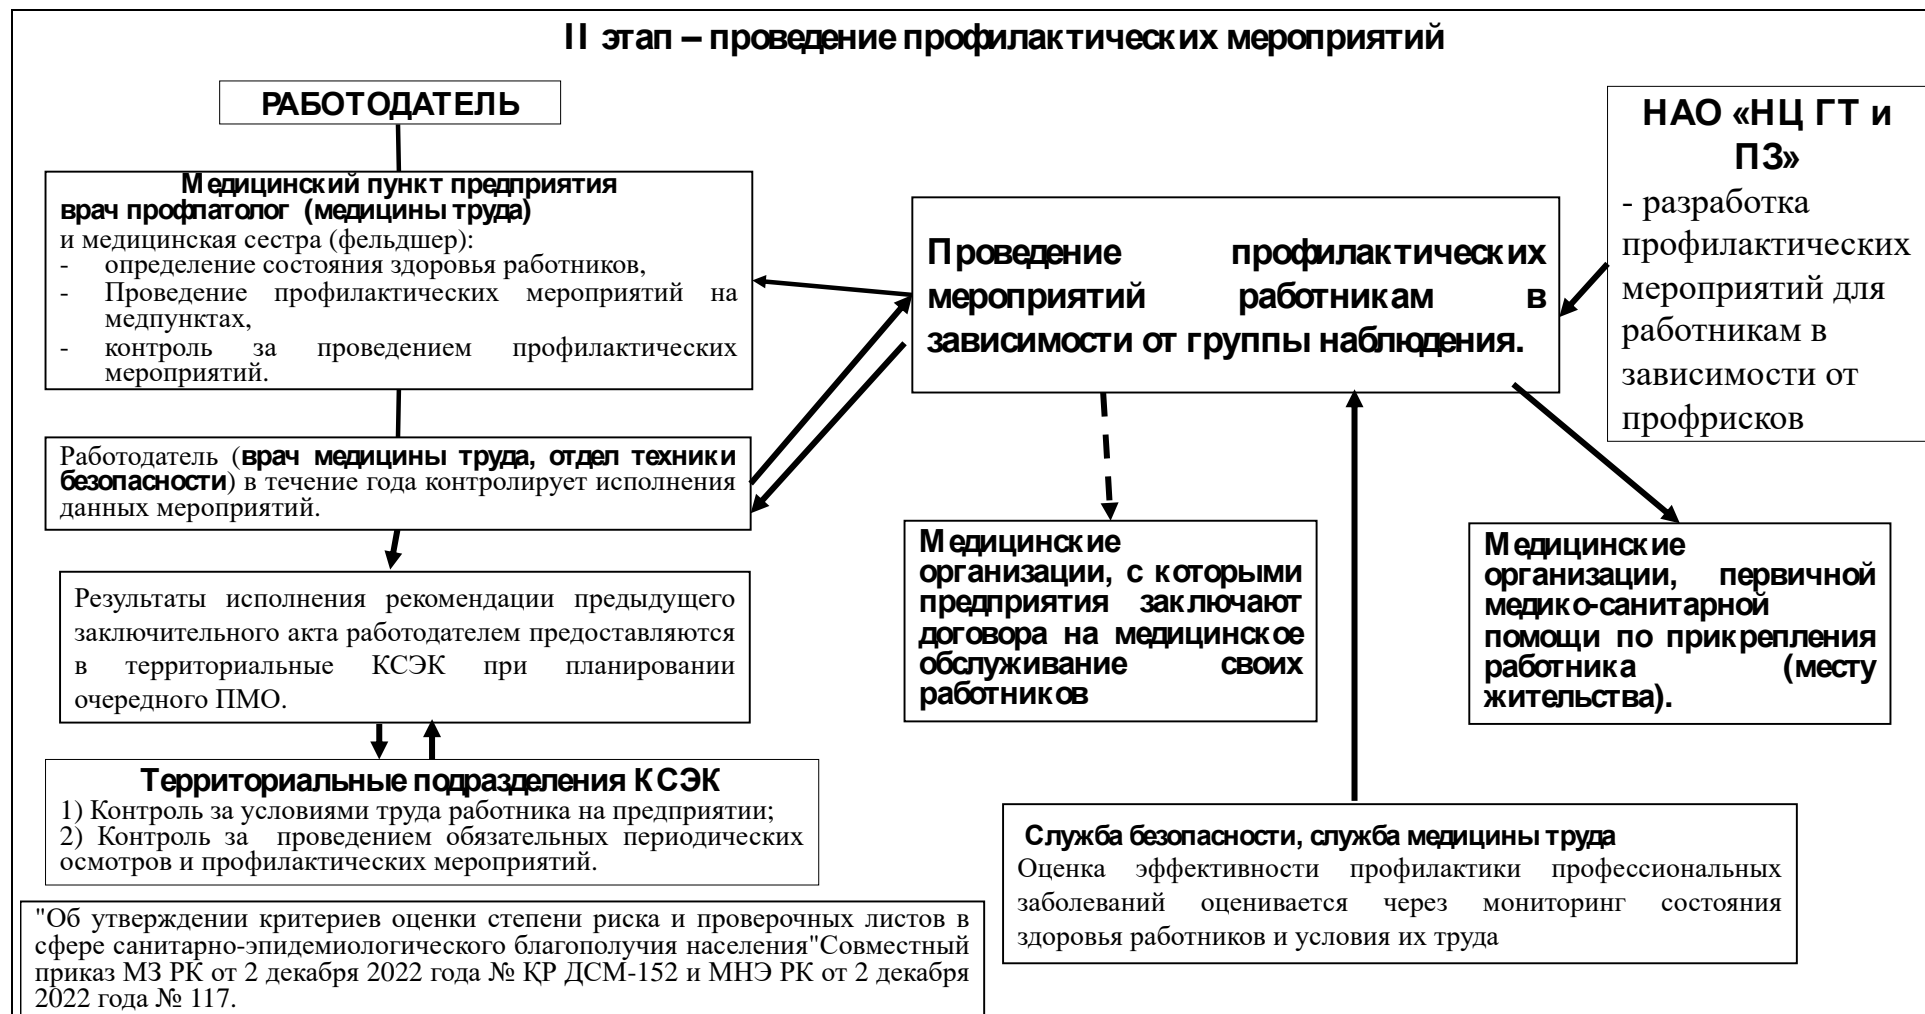 II этап – проведение профилактических мероприятий
РАБОТОДАТЕЛЬ
Медицинский пункт предприятия
врач профпатолог (медицины труда)
и медицинская сестра (фельдшер):
- определение состояния здоровья работников,
- Проведение профилактических мероприятий на
медпунктах,
- контроль за проведением профилактических
мероприятий.
Работодатель (врач медицины труда, отдел техники
безопасности) в течение года контролирует исполнения
данных мероприятий.
Результаты исполнения рекомендации предыдущего
заключительного акта работодателем предоставляются
в территориальные КСЭК при планировании
очередного ПМО.
Территориальные подразделения КСЭК
1) Контроль за условиями труда работника на предприятии;
2) Контроль за проведением обязательных периодических
осмотров и профилактических мероприятий.
"Об утверждении критериев оценки степени риска и проверочных листов в
сфере санитарно-эпидемиологического благополучия населения"Совместный
приказ МЗ РК от 2 декабря 2022 года № ҚР ДСМ-152 и МНЭ РК от 2 декабря
2022 года № 117.
Проведение профилактических
мероприятий работникам в
зависимости от группы наблюдения.
НАО «НЦ ГТ и
ПЗ»
- разработка
профилактических
мероприятий для
работникам в
зависимости от
профрисков
Медицинские
организации, с которыми
предприятия заключают
договора на медицинское
обслуживание своих
работников
Медицинские
организации, первичной
медико-санитарной
помощи по прикрепления
работника (месту
жительства).
Служба безопасности, служба медицины труда
Оценка эффективности профилактики профессиональных
заболеваний оценивается через мониторинг состояния
здоровья работников и условия их труда